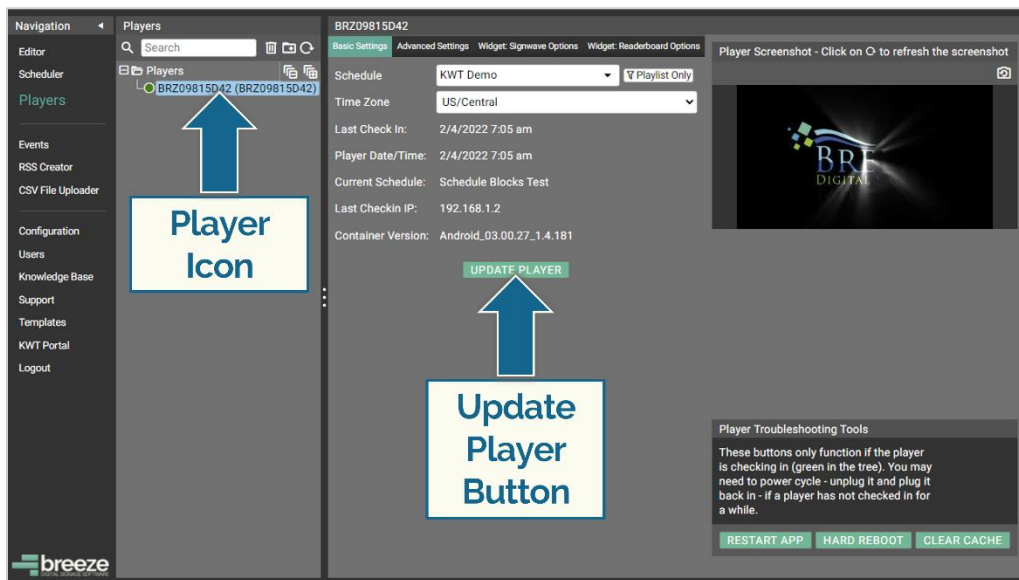 Navigation
Editor
Scheduler
Players
Events
RSS Creator
CSV File Uploader
Configuration
Users
Knowledge Base
Support
Templates
KWT Portal
Logout
breeze
DIGITAL SIGNAGE SOFTWARE
Players
Search
Players
BRZ09815D42 (BRZ09815D42)
Player
Icon
BRZ09815D42
Basic Settings Advanced Settings Widget: Signwave Options Widget: Readerboard Options
Schedule KWT Demo Playlist Only
Time Zone US/Central
Last Check In: 2/4/2022 7:05 am
Player Date/Time: 2/4/2022 7:05 am
Current Schedule: Schedule Blocks Test
Last Checkin IP: 192.168.1.2
Container Version: Android_03.00.27_1.4.181
UPDATE PLAYER
Update
Player
Button
Player Screenshot - Click on to refresh the screenshot
BRE
DIGITAL
Player Troubleshooting Tools
These buttons only function if the player
is checking in (green in the tree). You may
need to power cycle - unplug it and plug it
back in - if a player has not checked in for
a while.
RESTART APP HARD REBOOT CLEAR CACHE